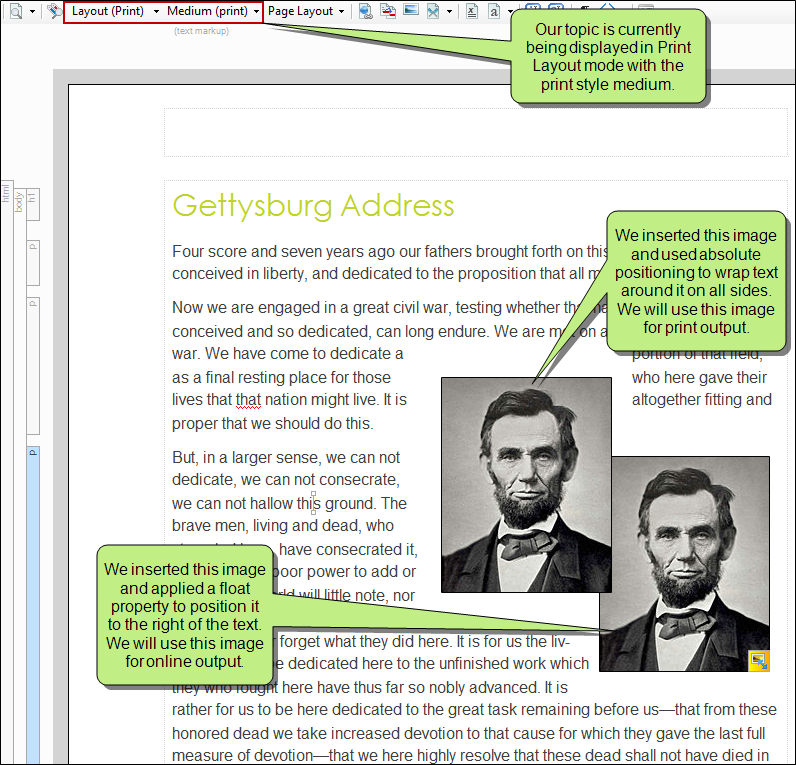 Layout (Print) Medium (print) Page Layout
(text markup)
Our topic is currently
being displayed in Print
Layout mode with the
print style medium.
html
body
h1
p
p
p
Gettysburg Address
Four score and seven years ago our fathers brought forth on this
conceived in liberty, and dedicated to the proposition that all
We inserted this image
and used absolute
positioning to wrap text
around it on all sides.
We will use this image
for print output.
Now we are engaged in a great civil war, testing whether
conceived and so dedicated, can long endure. We are on a
war. We have come to dedicate a portion of that field,
as a final resting place for those who here gave their
lives that that nation might live. It is altogether fitting and
proper that we should do this.
But, in a larger sense, we can not
dedicate, we can not consecrate,
we can not hallow this ground. The
brave men, living and dead, who
have consecrated it,
poor power to add or
will little note, nor
We inserted this image
and applied a float
property to position it
to the right of the text.
We will use this image
for online output.
forget what they did here. It is for us the liv-
be dedicated here to the unfinished work which
they who fought here have thus far so nobly advanced. It is
rather for us to be here dedicated to the great task remaining before us—that from these
honored dead we take increased devotion to that cause for which they gave the last full
measure of devotion—that we here highly resolve that these dead shall not have died in